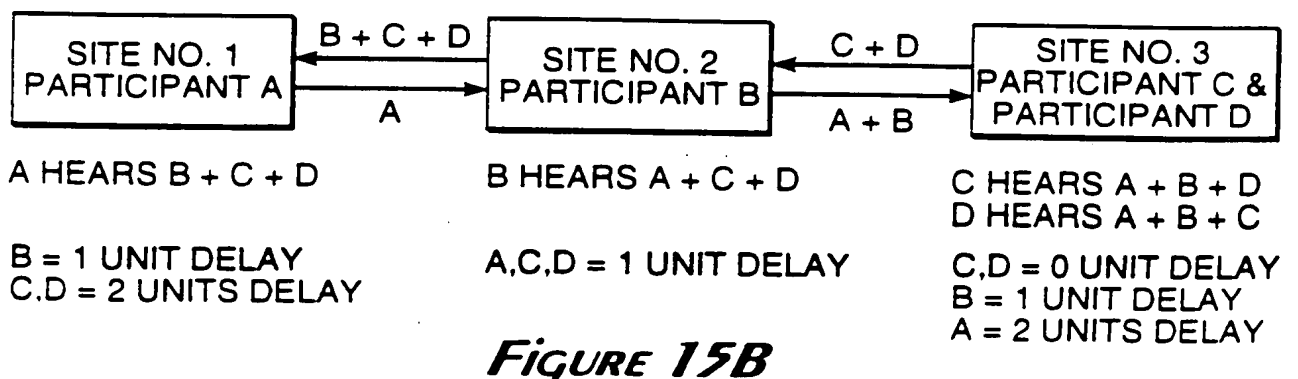 SITE NO. 1
PARTICIPANT A
B + C + D
A
SITE NO. 2
PARTICIPANT B
C + D
A + B
SITE NO. 3
PARTICIPANT C &
PARTICIPANT D
A HEARS B + C + D
B = 1 UNIT DELAY
C,D = 2 UNITS DELAY
B HEARS A + C + D
A,C,D = 1 UNIT DELAY
C HEARS A + B + D
D HEARS A + B + C
C,D = 0 UNIT DELAY
B = 1 UNIT DELAY
A = 2 UNITS DELAY
FIGURE 15B